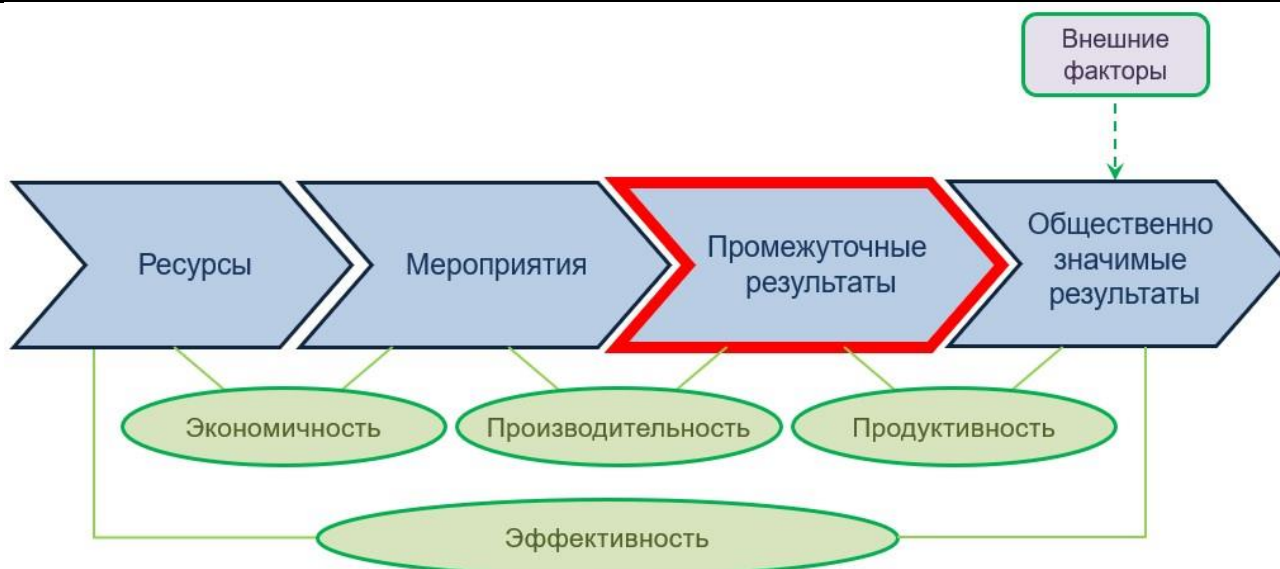 Внешние
факторы
Ресурсы
Мероприятия
Промежуточные
результаты
Общественно
значимые
результаты
Экономичность
Производительность
Продуктивность
Эффективность